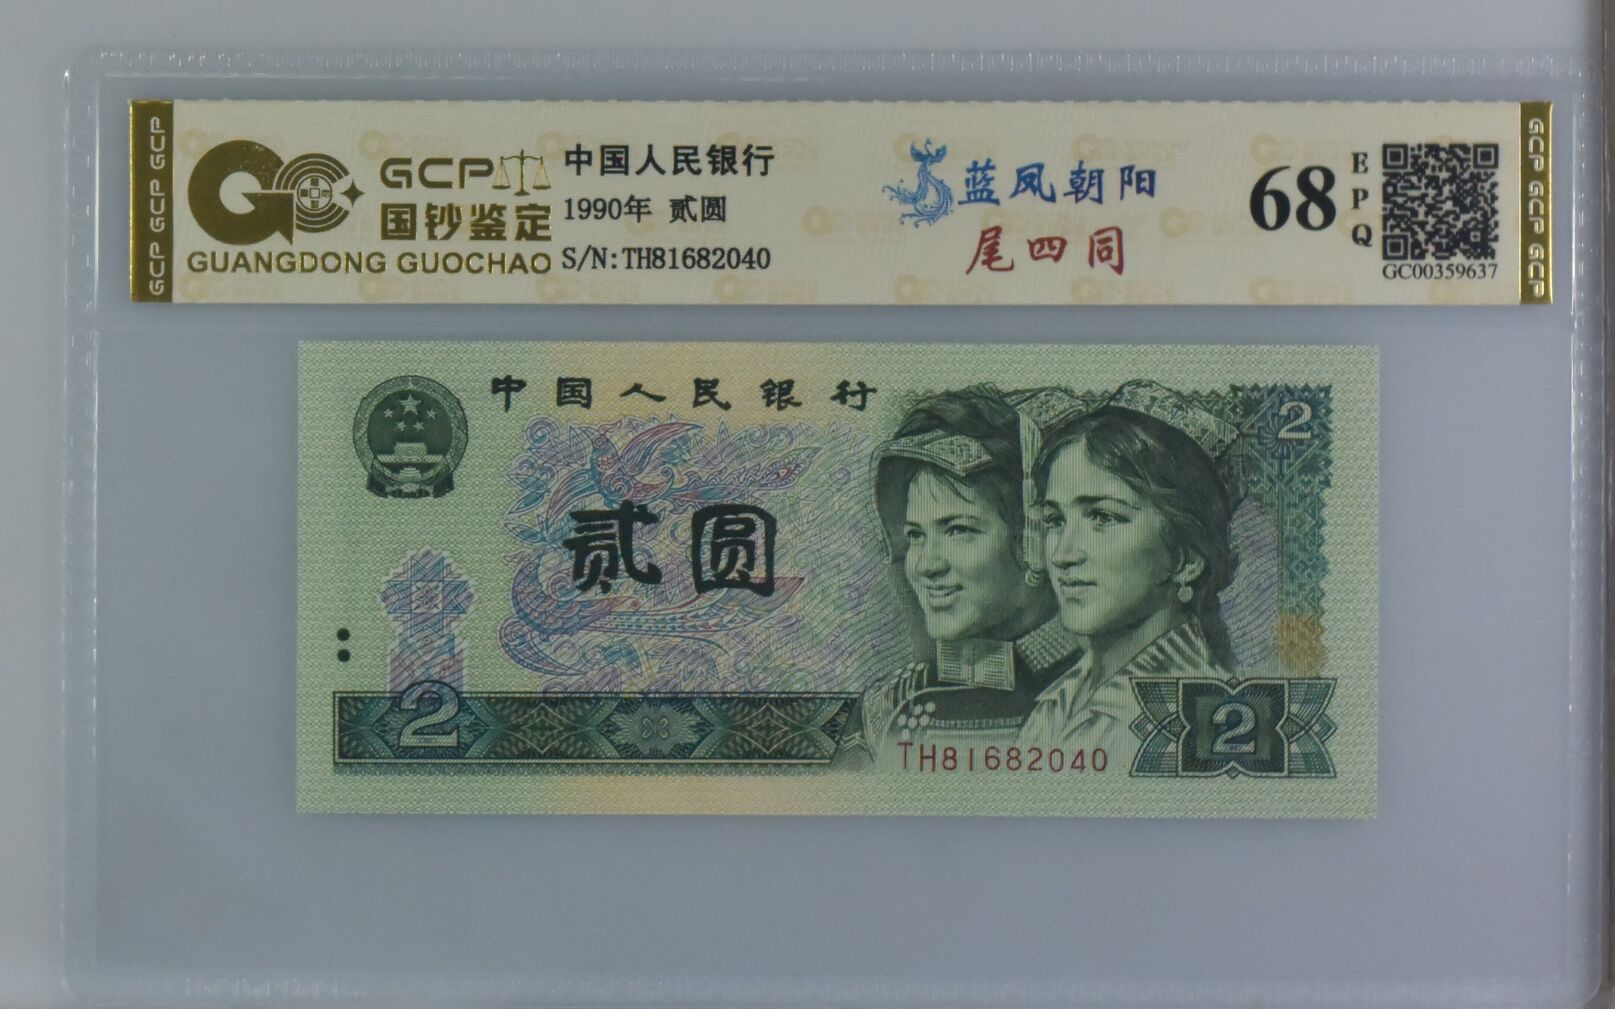 GCP GCP GCP
GCP
国钞鉴定
GUANGDONG GUOCHAO
中国人民银行
1990年 贰圆
S/N:TH81682040
蓝凤朝阳
尾四同
68
EPQ
GC00359637
GCP GCP GCP
中国人民银行
2
贰圆
2
TH81682040
2